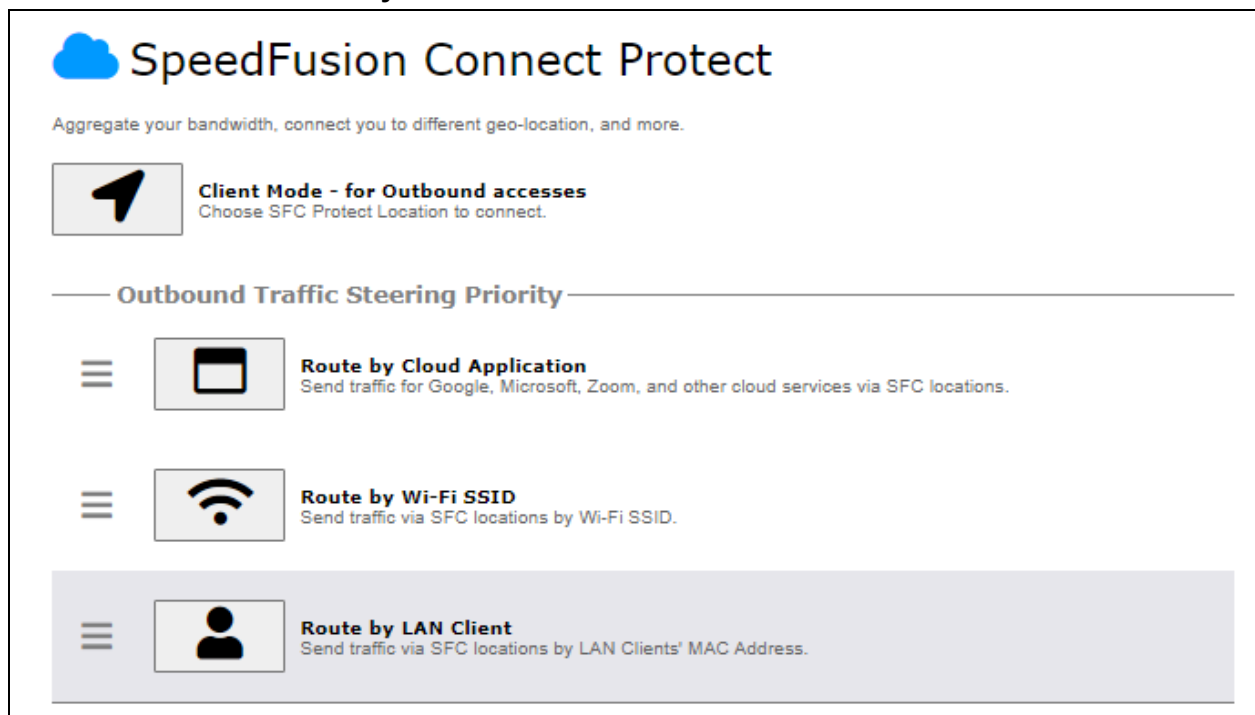 SpeedFusion Connect Protect
Aggregate your bandwidth, connect you to different geo-location, and more.
Client Mode - for Outbound accesses
Choose SFC Protect Location to connect.
Outbound Traffic Steering Priority
Route by Cloud Application
Send traffic for Google, Microsoft, Zoom, and other cloud services via SFC locations.
Route by Wi-Fi SSID
Send traffic via SFC locations by Wi-Fi SSID.
Route by LAN Client
Send traffic via SFC locations by LAN Clients' MAC Address.